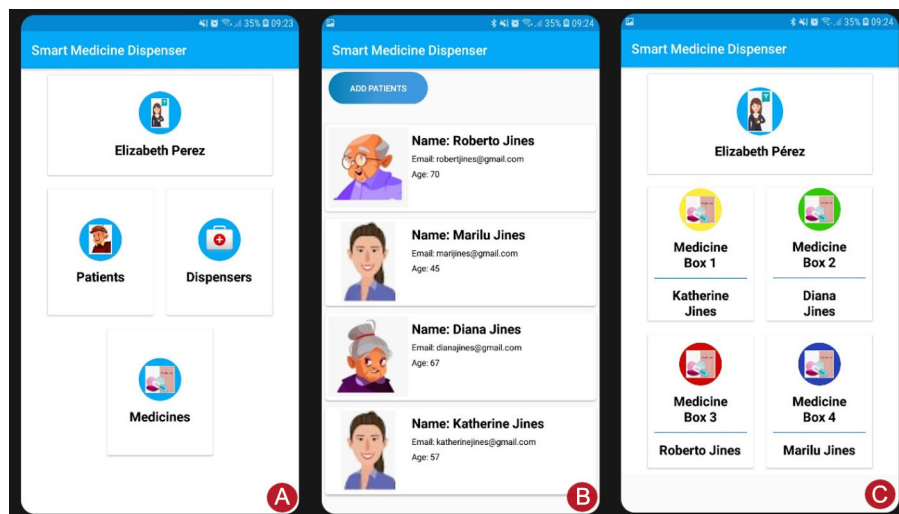 35% 09:23
Smart Medicine Dispenser
Elizabeth Perez
Patients
Dispensers
Medicines
A
35% 09:24
Smart Medicine Dispenser
ADD PATIENTS
Name: Roberto Jines
Email: robertjines@gmail.com
Age: 70
Name: Marilu Jines
Email: marijines@gmail.com
Age: 45
Name: Diana Jines
Email: dianajines@gmail.com
Age: 67
Name: Katherine Jines
Email: katherinejines@gmail.com
Age: 57
B
35% 09:24
Smart Medicine Dispenser
Elizabeth Pérez
Medicine
Box 1
Katherine
Jines
Medicine
Box 2
Diana
Jines
Medicine
Box 3
Roberto Jines
Medicine
Box 4
Marilu Jines
C